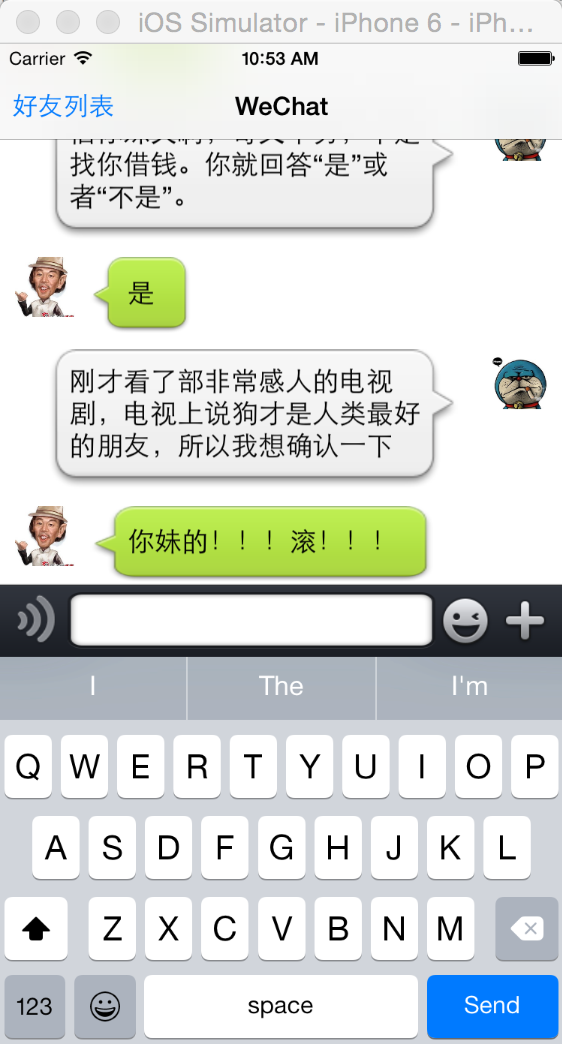 iOS Simulator - iPhone 6 - iPh...
Carrier 10:53 AM
好友列表 WeChat
找你借钱。你就回答“是”或
者“不是”。
是
刚才看了部非常感人的电视
剧，电视上说狗才是人类最好
的朋友，所以我想确认一下
你妹的！！！滚！！！
I The I'm
Q W E R T Y U I O P
A S D F G H J K L
Z X C V B N M
123 space Send